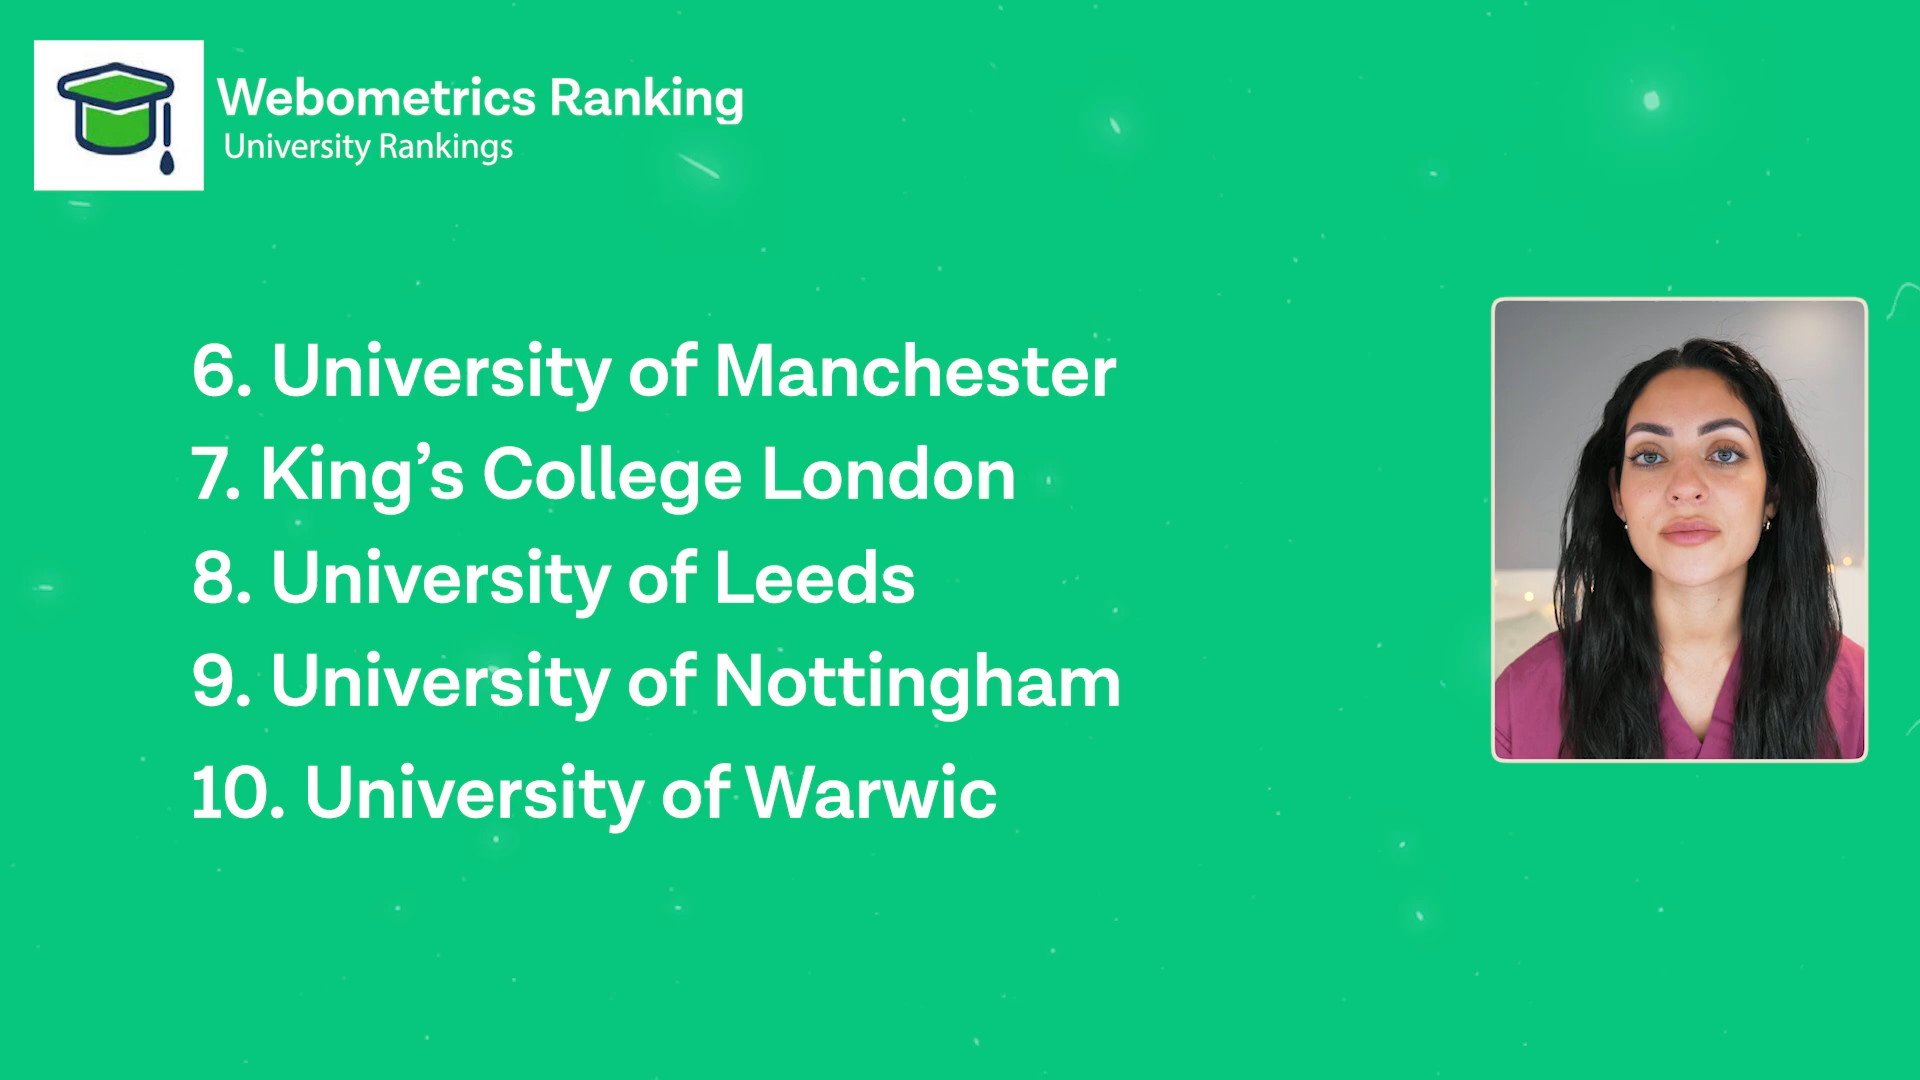 Webometrics Ranking
University Rankings
6. University of Manchester
7. King’s College London
8. University of Leeds
9. University of Nottingham
10. University of Warwic